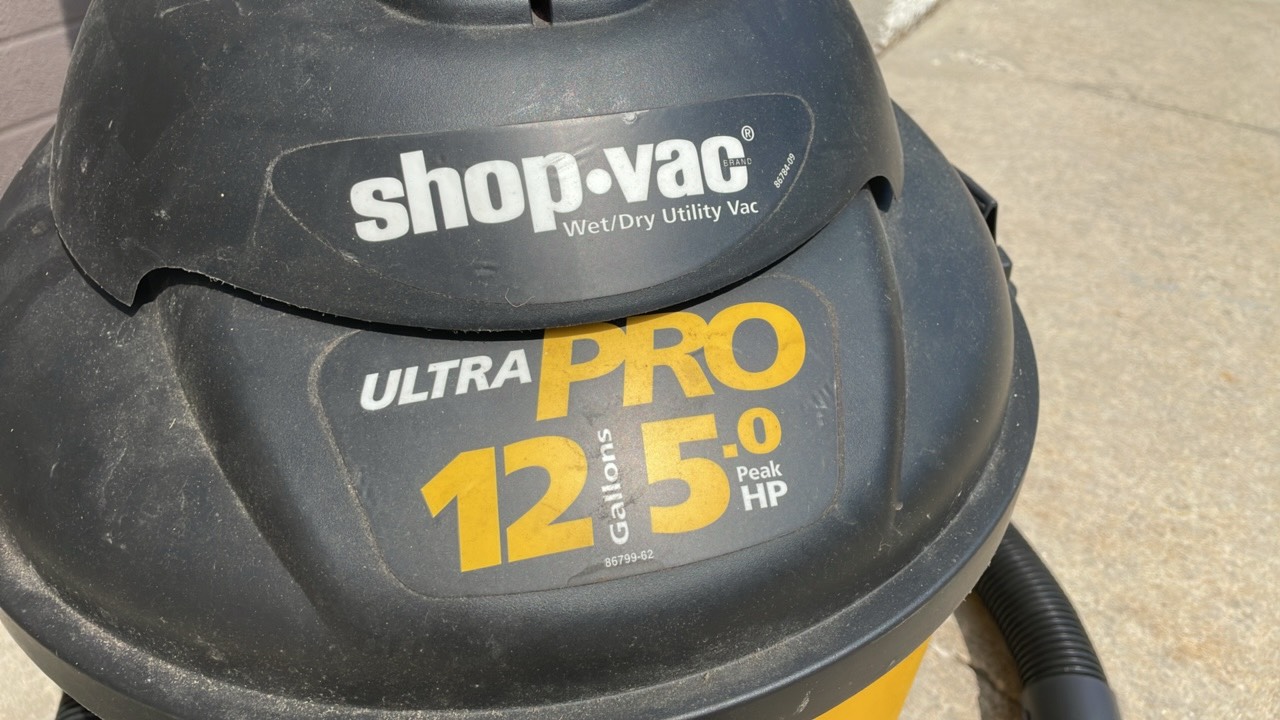 shop•vac®
BRAND
Wet/Dry Utility Vac
86784-09
ULTRA PRO
12 Gallons 5.0 Peak HP
86799-62